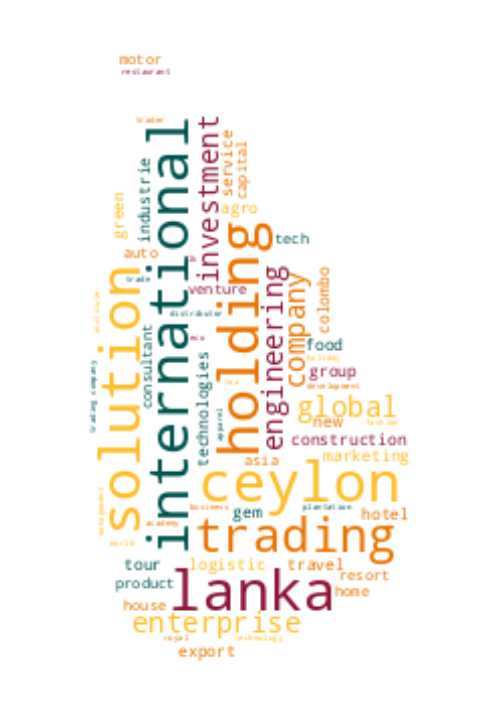 motor
restaurant
trader
international
investment
service
capital
industrie
green
agro
holding
tech
auto
trade
venture
solution
engineering
company
colombo
distributor
consultant
eco
food
holiday
technologies
group
development
trading company
tea
apparel
global
new
fashion
construction
asia
marketing
ceylon
management
business
gem
plantation
hotel
academy
trading
world
tour
logistic
travel
resort
product
lanka
home
house
enterprise
royal
technology
export